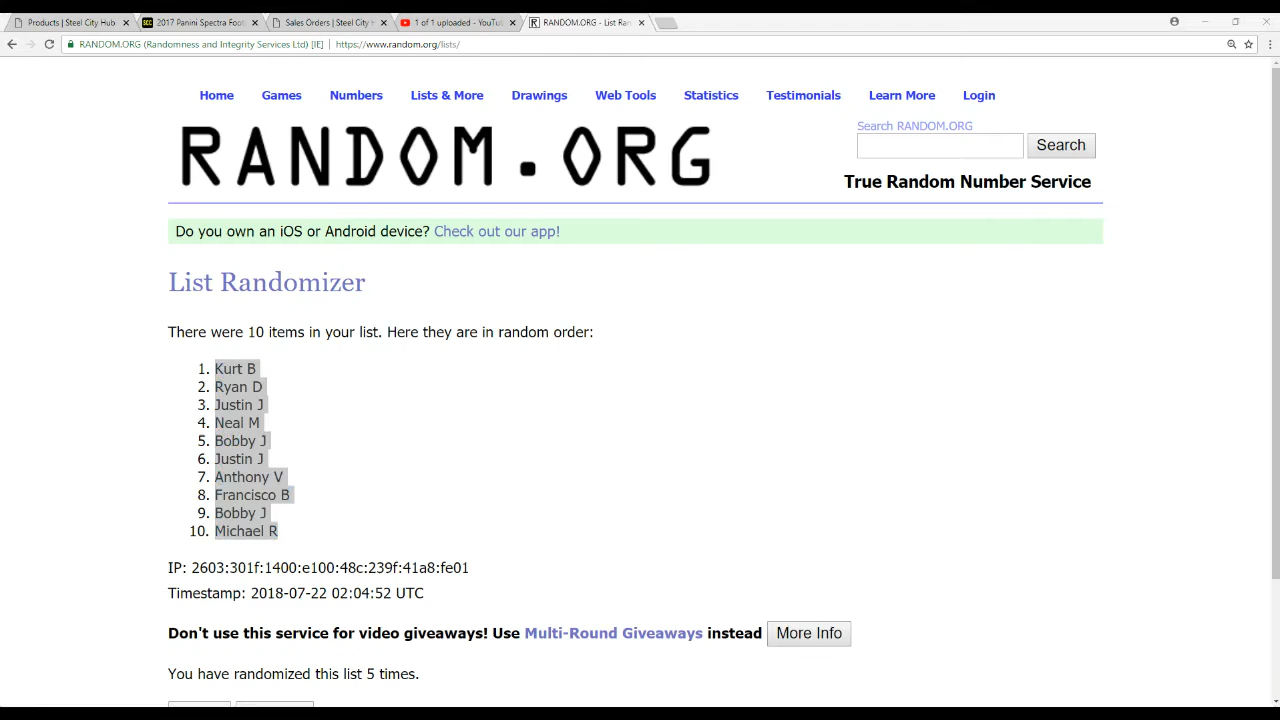 Products | Steel City Hub
2017 Panini Spectra Foot
Sales Orders | Steel City H
1 of 1 uploaded - YouTu
RANDOM.ORG - List Ran
RANDOM.ORG (Randomness and Integrity Services Ltd) [IE] | https://www.random.org/lists/
Home Games Numbers Lists & More Drawings Web Tools Statistics Testimonials Learn More Login
RANDOM.ORG
Search RANDOM.ORG
Search
True Random Number Service
Do you own an iOS or Android device? Check out our app!
List Randomizer
There were 10 items in your list. Here they are in random order:
1. Kurt B
2. Ryan D
3. Justin J
4. Neal M
5. Bobby J
6. Justin J
7. Anthony V
8. Francisco B
9. Bobby J
10. Michael R
IP: 2603:301f:1400:e100:48c:239f:41a8:fe01
Timestamp: 2018-07-22 02:04:52 UTC
Don't use this service for video giveaways! Use Multi-Round Giveaways instead More Info
You have randomized this list 5 times.